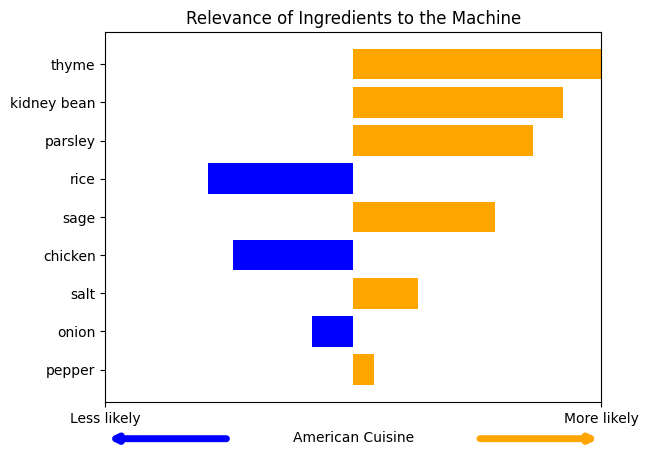 Relevance of Ingredients to the Machine
thyme
kidney bean
parsley
rice
sage
chicken
salt
onion
pepper
Less likely
More likely
American Cuisine